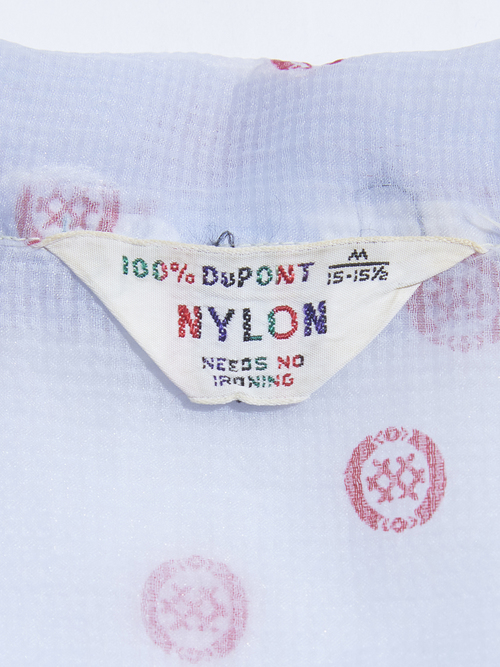 100% DUPONT
M
15-15½
NYLON
NEEDS NO
IRONING